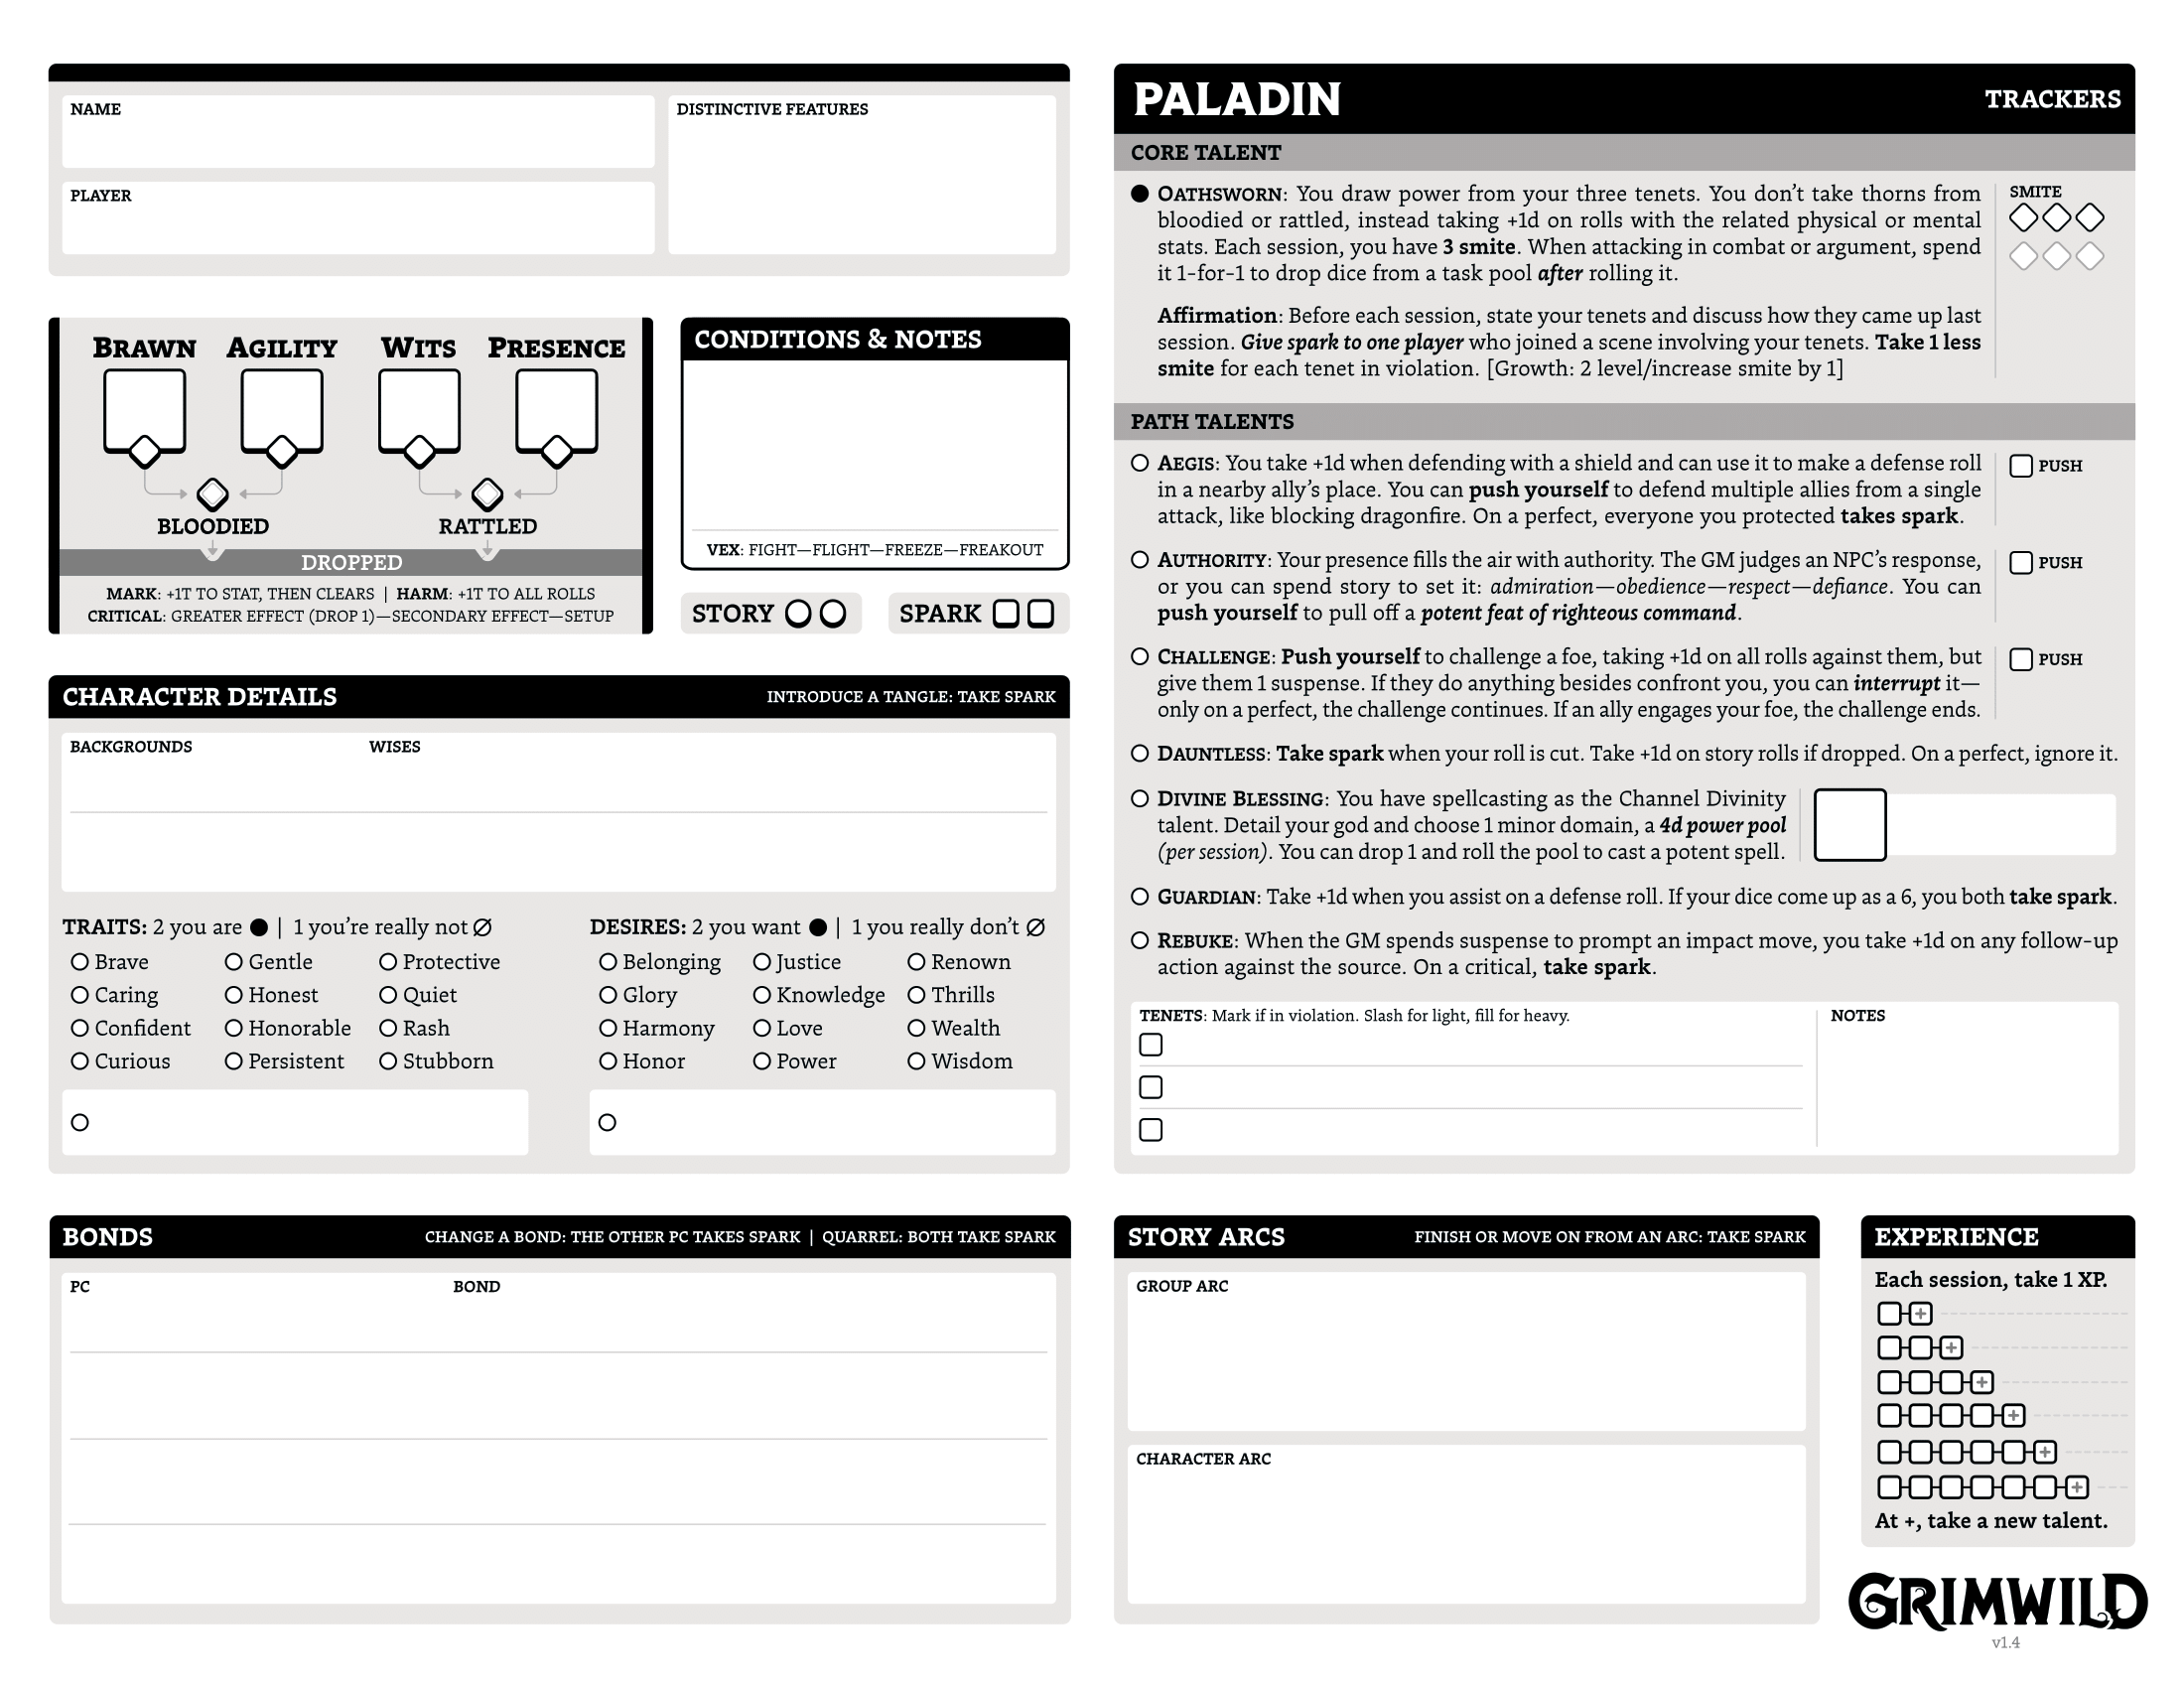 NAME
DISTINCTIVE FEATURES
PLAYER
BRAWN AGILITY WITS PRESENCE
BLOODIED RATTLED
DROPPED
MARK: +1T TO STAT, THEN CLEARS | HARM: +1T TO ALL ROLLS
CRITICAL: GREATER EFFECT (DROP 1)—SECONDARY EFFECT—SETUP
CONDITIONS & NOTES
VEX: FIGHT—FLIGHT—FREEZE—FREAKOUT
STORY SPARK
CHARACTER DETAILS INTRODUCE A TANGLE: TAKE SPARK
BACKGROUNDS WISES
TRAITS: 2 you are ● | 1 you’re really not Ø
Brave Gentle Protective
Caring Honest Quiet
Confident Honorable Rash
Curious Persistent Stubborn
DESIRES: 2 you want ● | 1 you really don’t Ø
Belonging Justice Renown
Glory Knowledge Thrills
Harmony Love Wealth
Honor Power Wisdom
BONDS CHANGE A BOND: THE OTHER PC TAKES SPARK | QUARREL: BOTH TAKE SPARK
PC BOND
PALADIN TRACKERS
CORE TALENT
OATHSWORN: You draw power from your three tenets. You don’t take thorns from
bloodied or rattled, instead taking +1d on rolls with the related physical or mental
stats. Each session, you have 3 smite. When attacking in combat or argument, spend
it 1-for-1 to drop dice from a task pool after rolling it.
SMITE
Affirmation: Before each session, state your tenets and discuss how they came up last
session. Give spark to one player who joined a scene involving your tenets. Take 1 less
smite for each tenet in violation. [Growth: 2 level/increase smite by 1]
PATH TALENTS
AEGIS: You take +1d when defending with a shield and can use it to make a defense roll
in a nearby ally’s place. You can push yourself to defend multiple allies from a single
attack, like blocking dragonfire. On a perfect, everyone you protected takes spark.
PUSH
AUTHORITY: Your presence fills the air with authority. The GM judges an NPC’s response,
or you can spend story to set it: admiration—obedience—respect—defiance. You can
push yourself to pull off a potent feat of righteous command.
PUSH
CHALLENGE: Push yourself to challenge a foe, taking +1d on all rolls against them, but
give them 1 suspense. If they do anything besides confront you, you can interrupt it—
only on a perfect, the challenge continues. If an ally engages your foe, the challenge ends.
PUSH
DAUNTLESS: Take spark when your roll is cut. Take +1d on story rolls if dropped. On a perfect, ignore it.
DIVINE BLESSING: You have spellcasting as the Channel Divinity
talent. Detail your god and choose 1 minor domain, a 4d power pool
(per session). You can drop 1 and roll the pool to cast a potent spell.
GUARDIAN: Take +1d when you assist on a defense roll. If your dice come up as a 6, you both take spark.
REBUKE: When the GM spends suspense to prompt an impact move, you take +1d on any follow-up
action against the source. On a critical, take spark.
TENETS: Mark if in violation. Slash for light, fill for heavy.
NOTES
STORY ARCS FINISH OR MOVE ON FROM AN ARC: TAKE SPARK
GROUP ARC
CHARACTER ARC
EXPERIENCE
Each session, take 1 XP.
+
+
+
+
+
+
At +, take a new talent.
GRIMWILD
v1.4